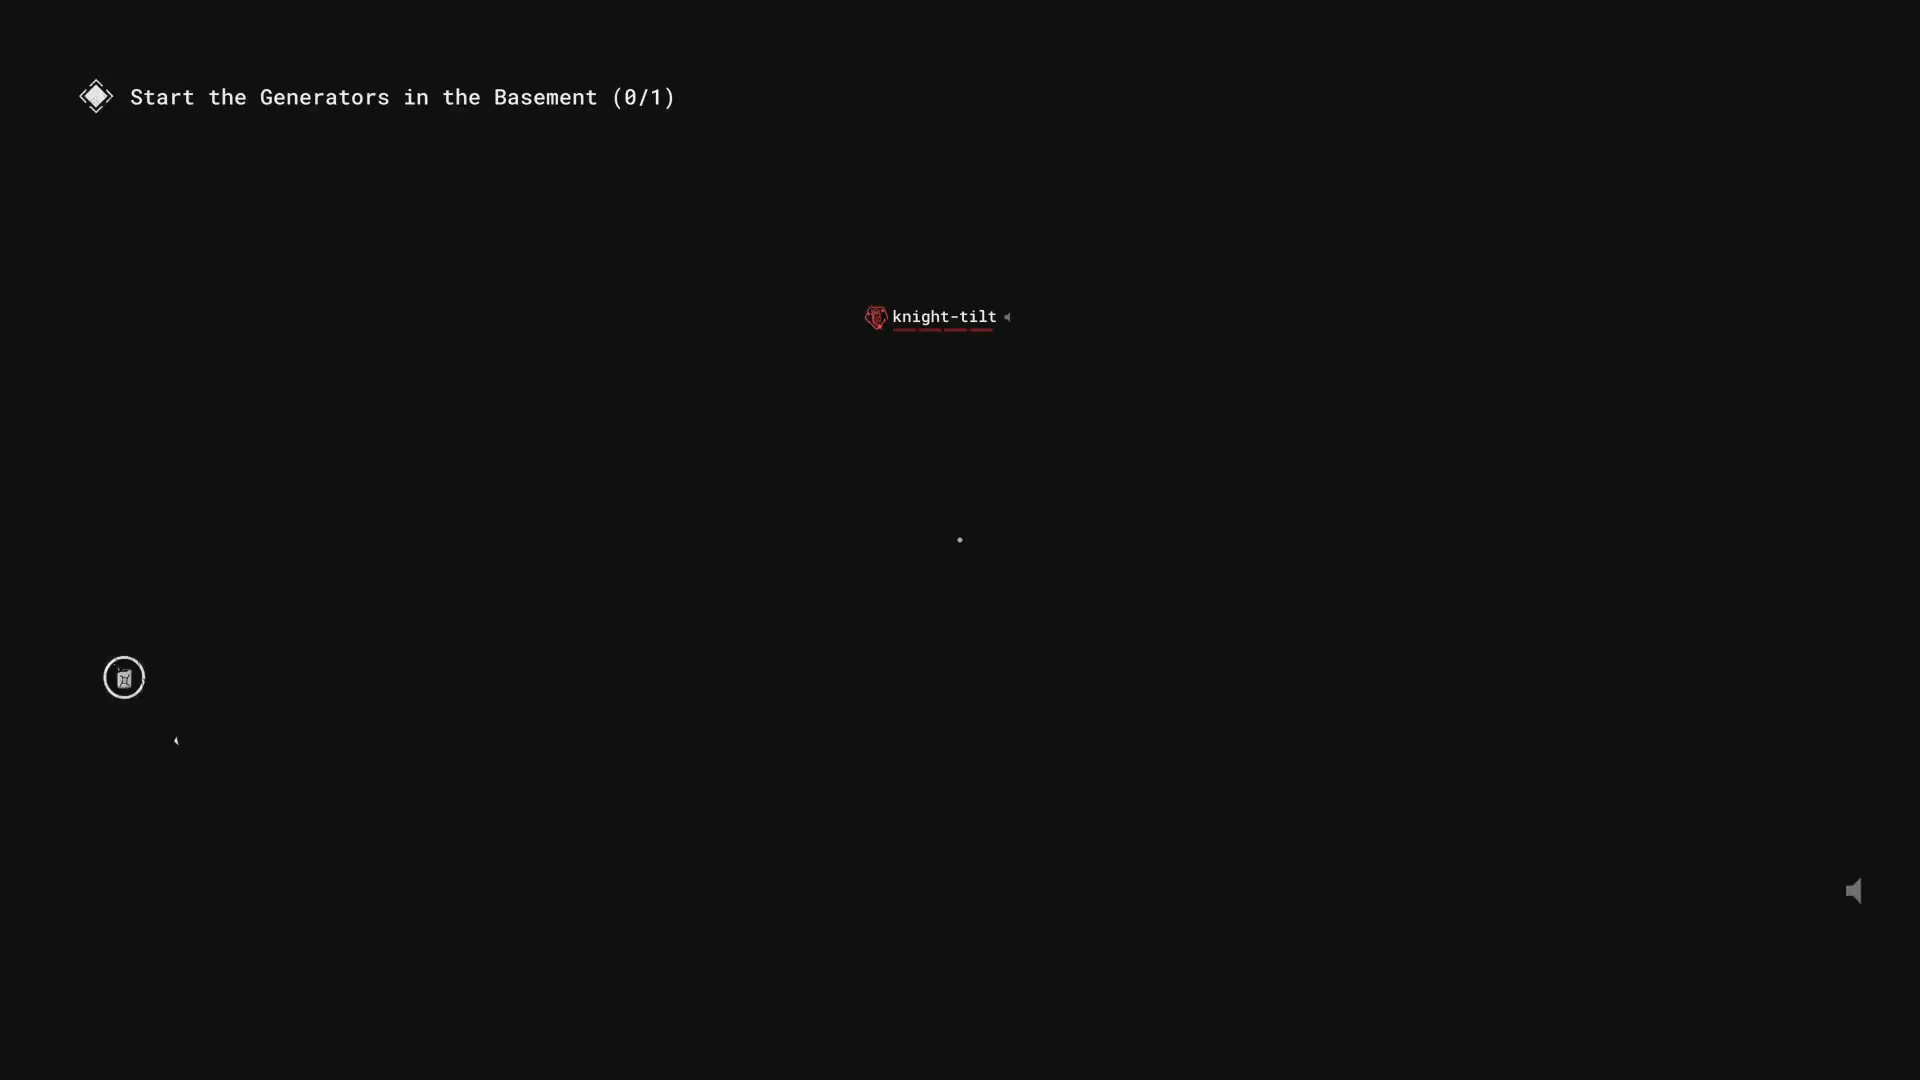 Start the Generators in the Basement (0/1)
knight-tilt